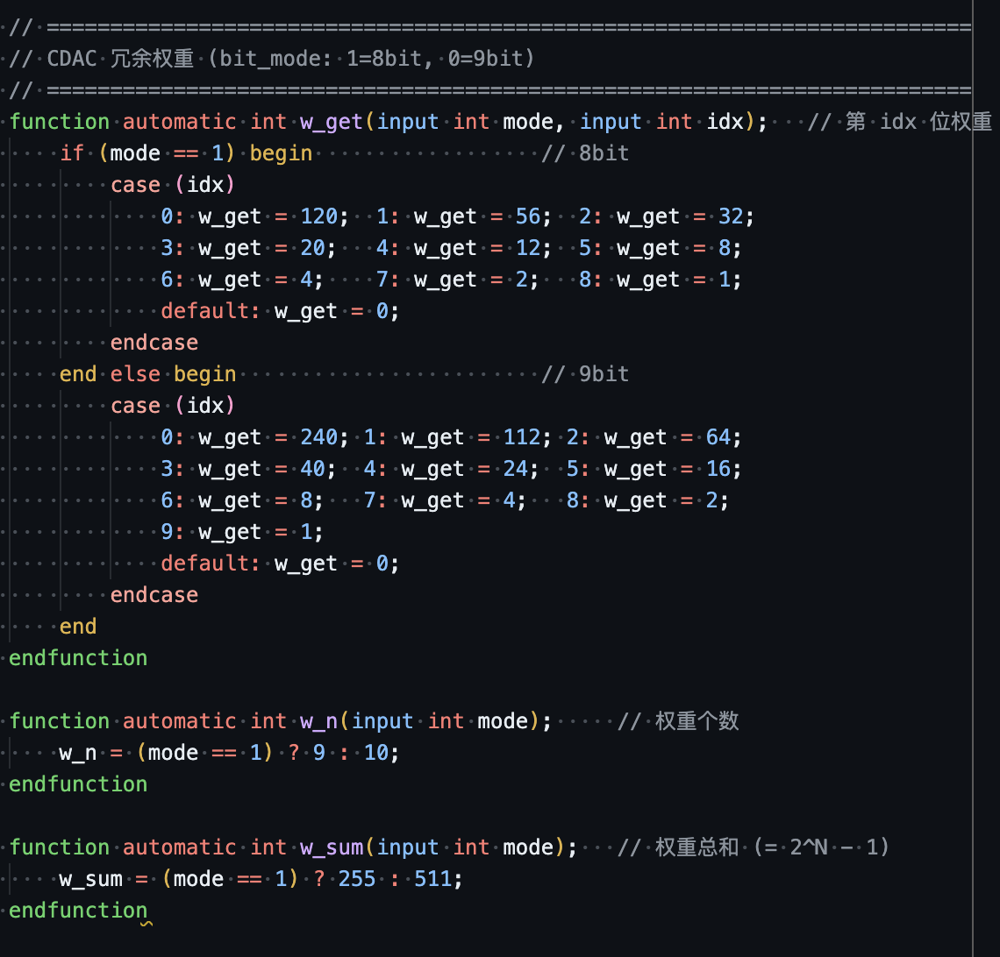 // =========================================================================
// CDAC 冗余权重 (bit_mode: 1=8bit, 0=9bit)
// =========================================================================
function automatic int w_get(input int mode, input int idx);   // 第 idx 位权重
    if (mode == 1) begin                  // 8bit
        case (idx)
            0: w_get = 120;  1: w_get = 56;  2: w_get = 32;
            3: w_get = 20;   4: w_get = 12;  5: w_get = 8;
            6: w_get = 4;    7: w_get = 2;   8: w_get = 1;
            default: w_get = 0;
        endcase
    end else begin                        // 9bit
        case (idx)
            0: w_get = 240; 1: w_get = 112; 2: w_get = 64;
            3: w_get = 40;  4: w_get = 24;  5: w_get = 16;
            6: w_get = 8;   7: w_get = 4;   8: w_get = 2;
            9: w_get = 1;
            default: w_get = 0;
        endcase
    end
endfunction

function automatic int w_n(input int mode);     // 权重个数
    w_n = (mode == 1) ? 9 : 10;
endfunction

function automatic int w_sum(input int mode);   // 权重总和 (= 2^N - 1)
    w_sum = (mode == 1) ? 255 : 511;
endfunction